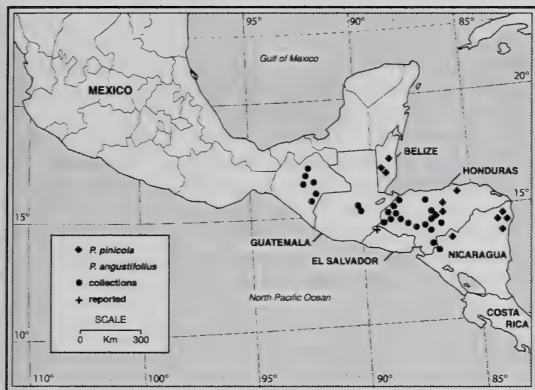 95°
90°
85°
Gulf of Mexico
20°
MEXICO
BELIZE
HONDURAS
15°
15°
P. pinicola
P. angustifolius
collections
reported
GUATEMALA
EL SALVADOR
NICARAGUA
SCALE
0 Km 300
North Pacific Ocean
COSTA
RICA
10°
10°
110°
100°
95°
90°
85°